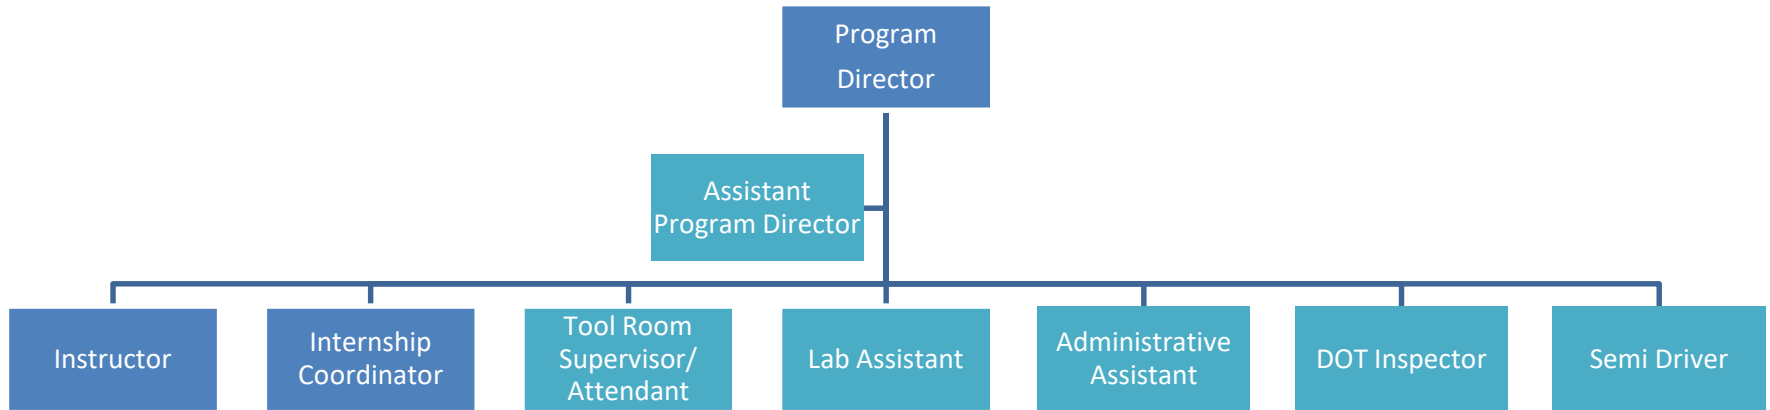 Program
Director
Assistant
Program Director
Instructor
Internship
Coordinator
Tool Room
Supervisor/
Attendant
Lab Assistant
Administrative
Assistant
DOT Inspector
Semi Driver